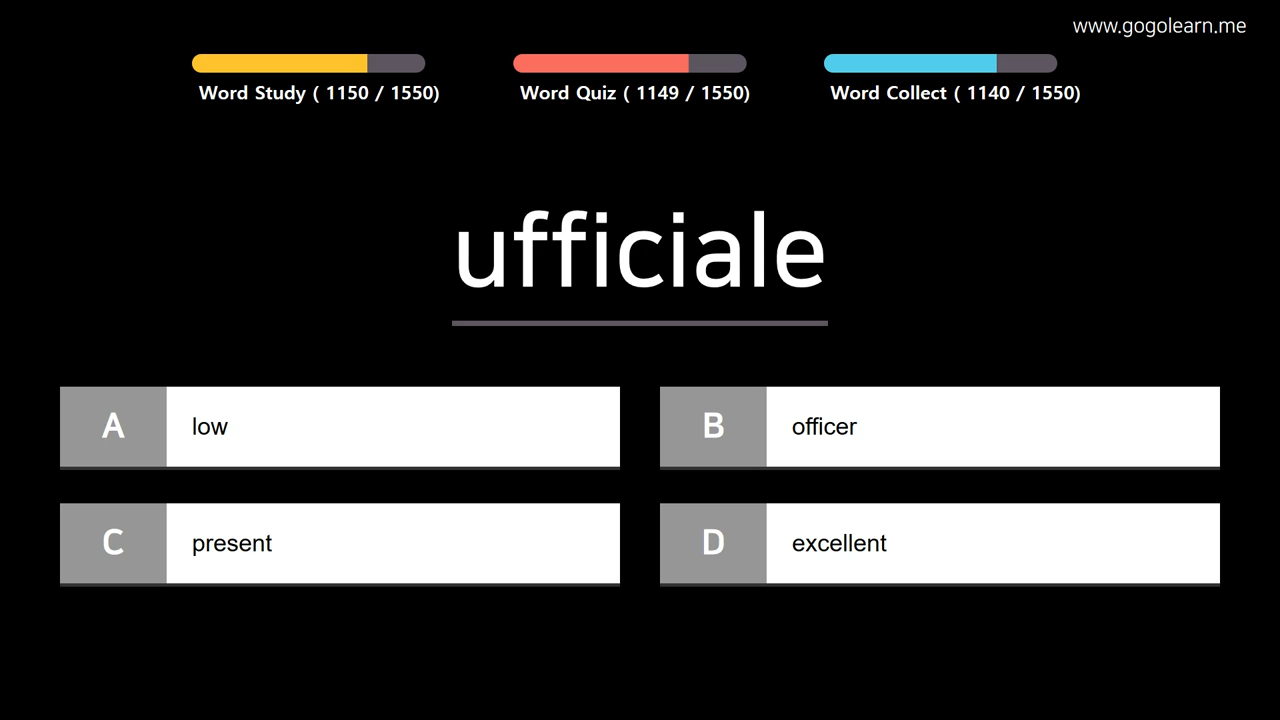 www.gogolearn.me
Word Study ( 1150 / 1550)
Word Quiz ( 1149 / 1550)
Word Collect ( 1140 / 1550)
ufficiale
A low
B officer
C present
D excellent